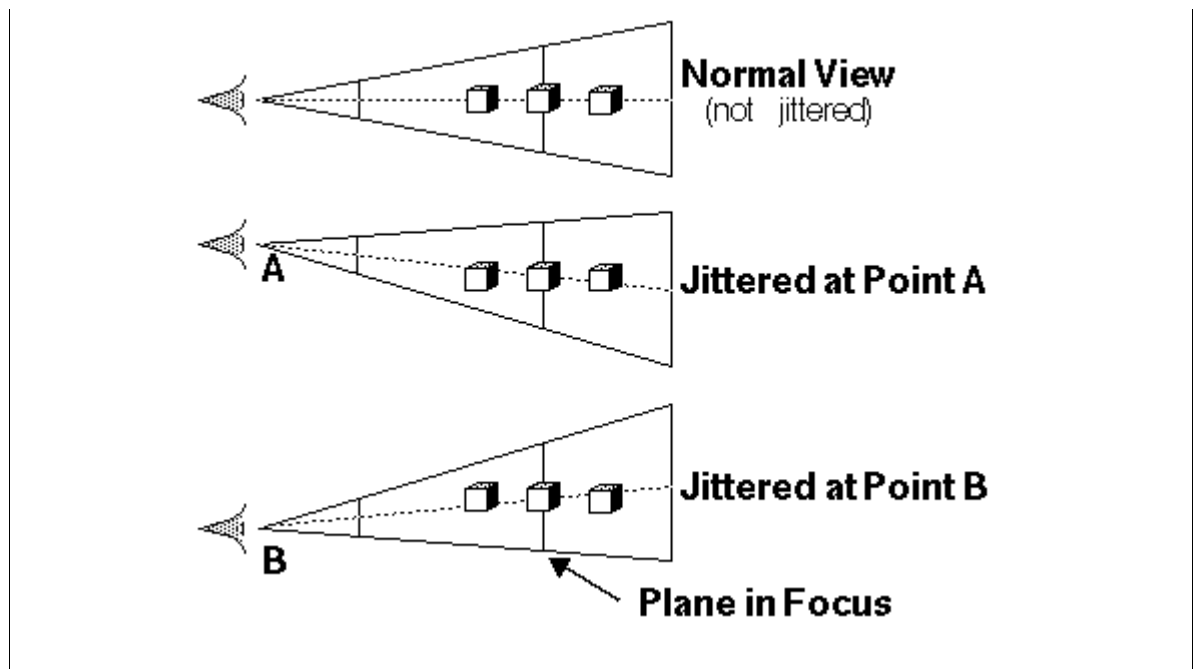 Normal View
(not jittered)
A
Jittered at Point A
Jittered at Point B
B
Plane in Focus